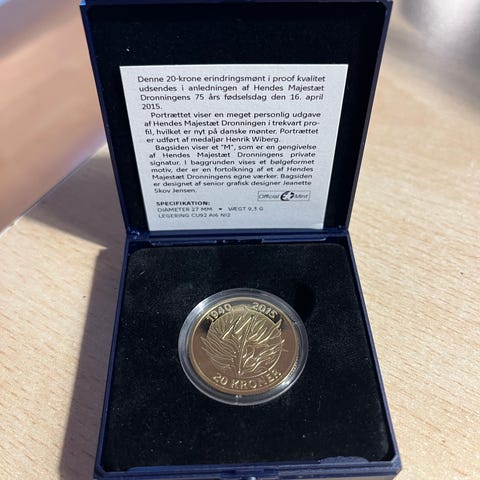 Denne 20-krone erindringsmønt i proof kvalitet
udsendes i anledningen af Hendes Majestæt
Dronningens 75 års fødselsdag den 16. april
2015.
Portrættet viser en meget personlig udgave
af Hendes Majestæt Dronningen i trekvart pro-
fil, hvilket er nyt på danske mønter. Portrættet
er udført af medaljør Henrik Wiberg.
Bagsiden viser et "M", som er en gengivelse
af Hendes Majestæt Dronningens private
signatur. I baggrunden vises et bølgeformet
motiv, der er en fortolkning af et af Hendes
Majestæt Dronningens egne værker. Bagsiden
er designet af senior grafisk designer Jeanette
Skov Jensen.
Official Mint
SPECIFIKATION:
DIAMETER 27 MM • VÆGT 9,3 G
LEGERING CU92 Al6 NI2
1940 2015
20 KRONER